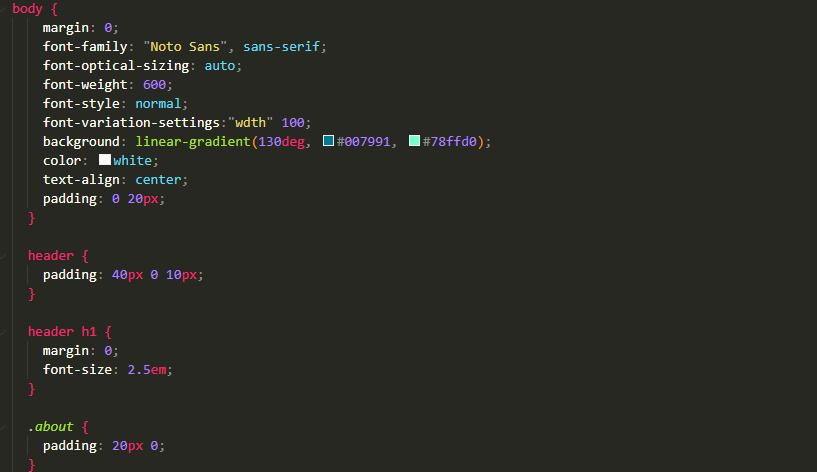 body {
margin: 0;
font-family: "Noto Sans", sans-serif;
font-optical-sizing: auto;
font-weight: 600;
font-style: normal;
font-variation-settings:"wdth" 100;
background: linear-gradient(130deg, #007991, #78ffd0);
color: white;
text-align: center;
padding: 0 20px;
}
header {
padding: 40px 0 10px;
}
header h1 {
margin: 0;
font-size: 2.5em;
}
.about {
padding: 20px 0;
}